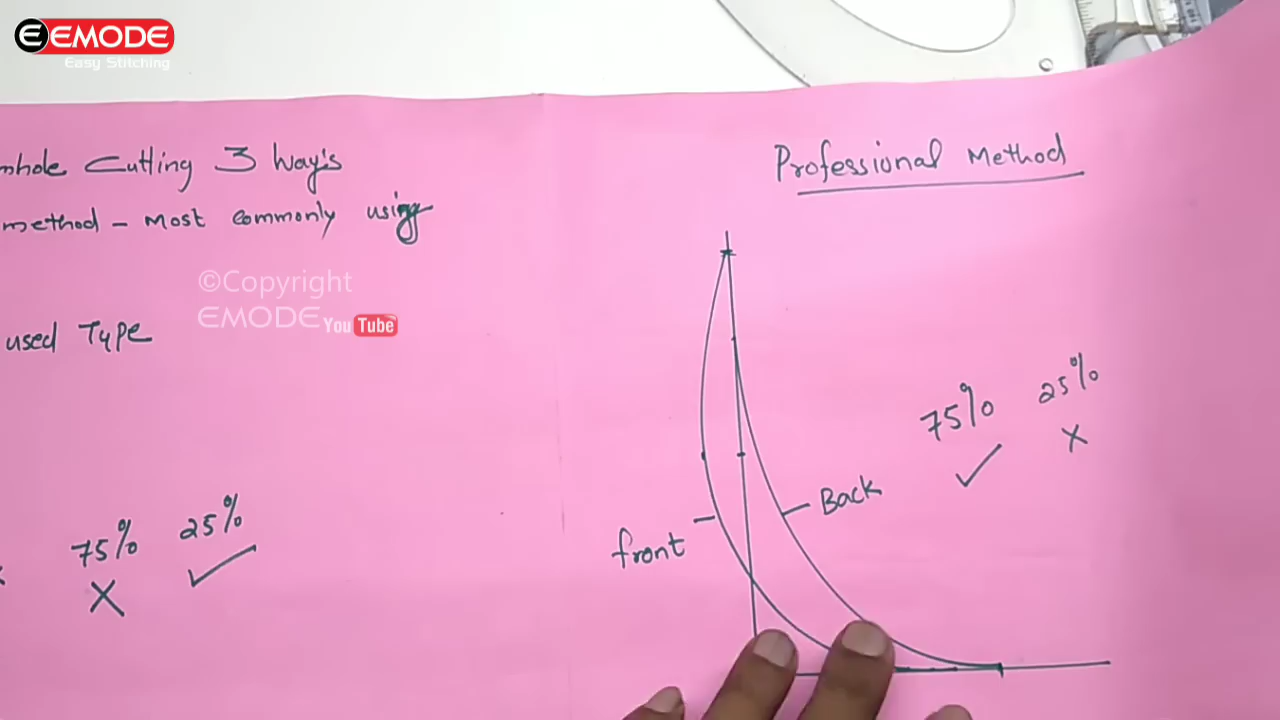 EMODE
Easy Stitching
mhole Cutting 3 Way's
method - Most commonly using
©Copyright
EMODE YouTube
used Type
75% 25%
X ✓
Professional Method
75% 25%
✓ X
Back
front